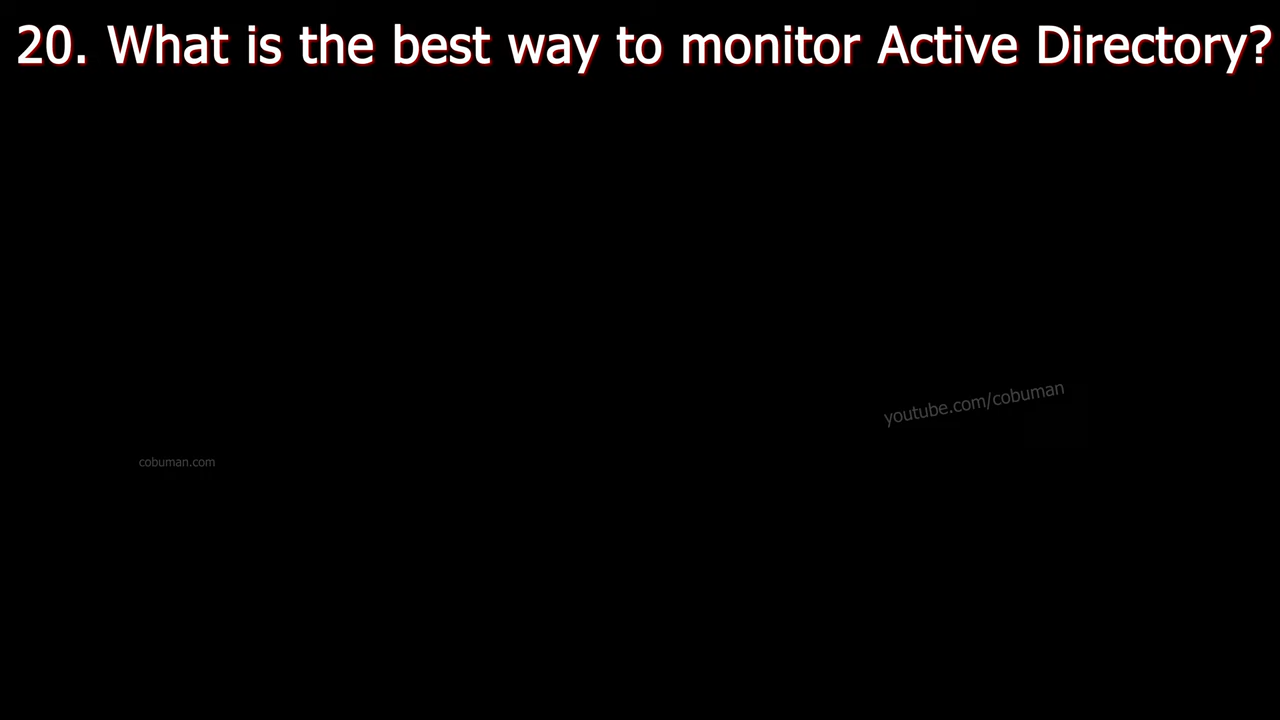 20. What is the best way to monitor Active Directory?
youtube.com/cobuman
cobuman.com